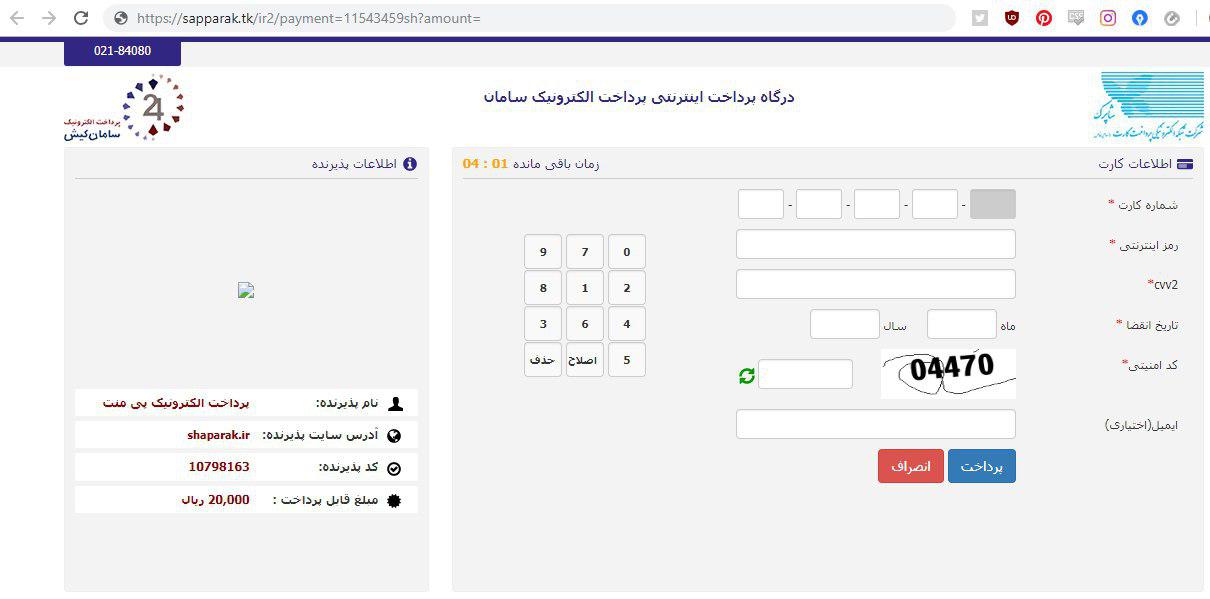 https://sapparak.tk/ir2/payment=11543459sh?amount=
021-84080
24
پرداخت الکترونیک
سامان‌کیش
درگاه پرداخت اینترنتی پرداخت الکترونیک سامان
شاپرک
شرکت شبکه الکترونیکی پرداخت کارت
اطلاعات کارت
زمان باقی مانده 01 : 04
شماره کارت *
- - - -
رمز اینترنتی *
cvv2*
تاریخ انقضا *
ماه
سال
کد امنیتی*
04470
ایمیل(اختیاری)
پرداخت
انصراف
9 7 0
8 1 2
3 6 4
حذف اصلاح 5
اطلاعات پذیرنده
نام پذیرنده: پرداخت الکترونیک پی منت
آدرس سایت پذیرنده: shaparak.ir
کد پذیرنده: 10798163
مبلغ قابل پرداخت : 20,000 ریال